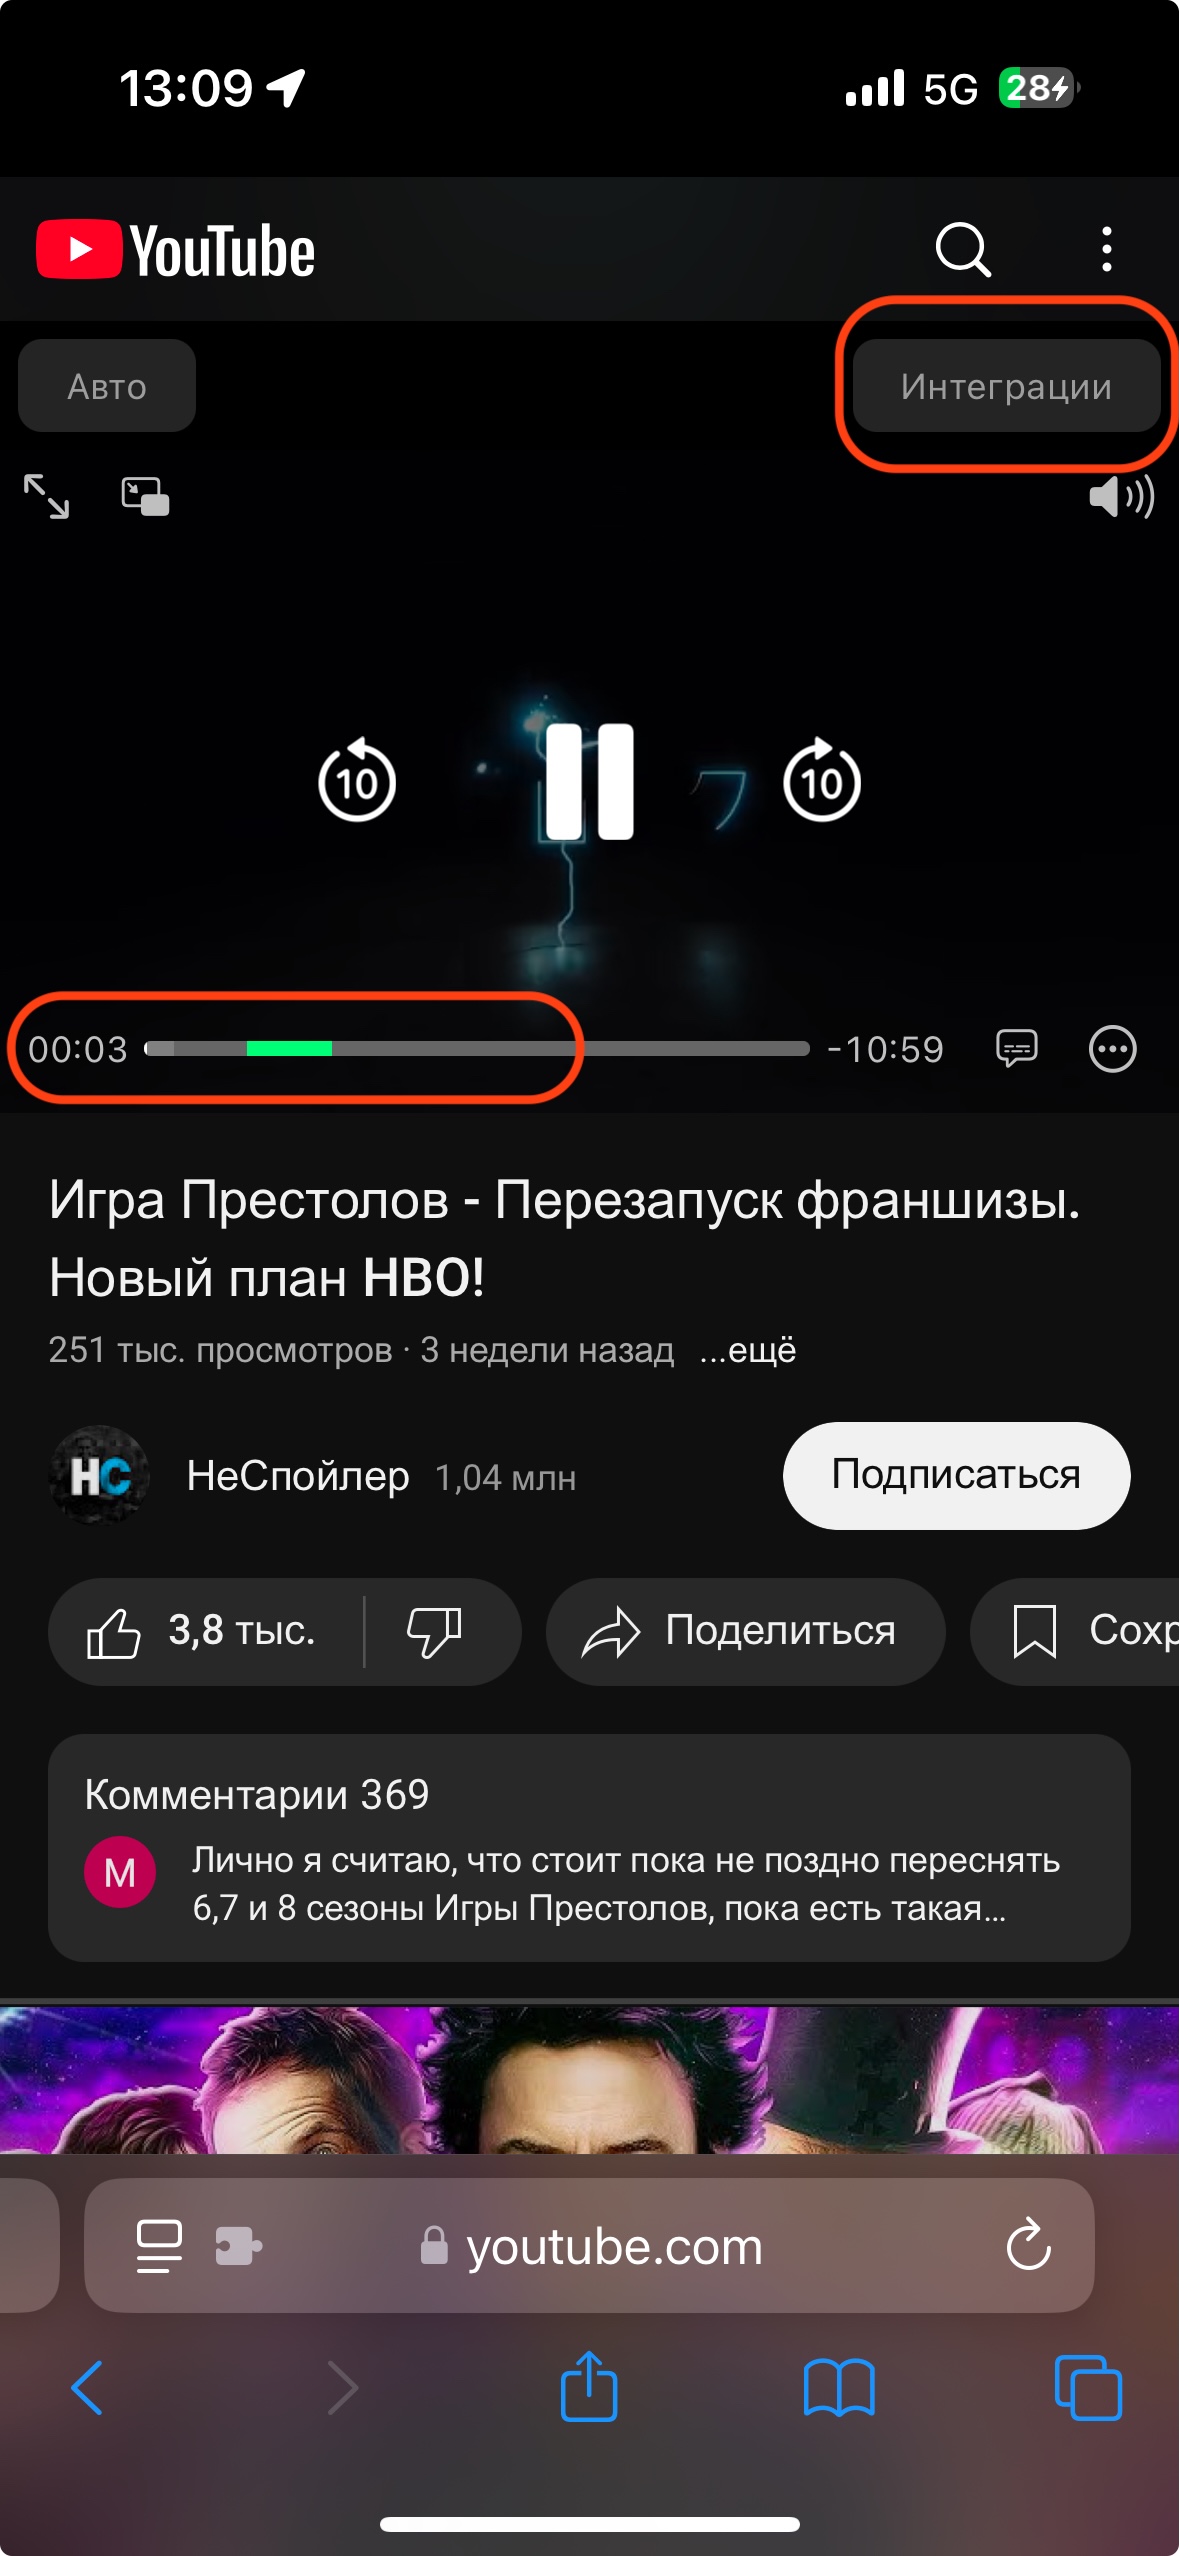 13:09
5G
28
YouTube
Авто
Интеграции
10
10
00:03
-10:59
Игра Престолов - Перезапуск франшизы.
Новый план HBO!
251 тыс. просмотров · 3 недели назад ...ещё
НС
НеСпойлер 1,04 млн
Подписаться
3,8 тыс.
Поделиться
Сохр
Комментарии 369
M
Лично я считаю, что стоит пока не поздно переснять
6,7 и 8 сезоны Игры Престолов, пока есть такая...
youtube.com